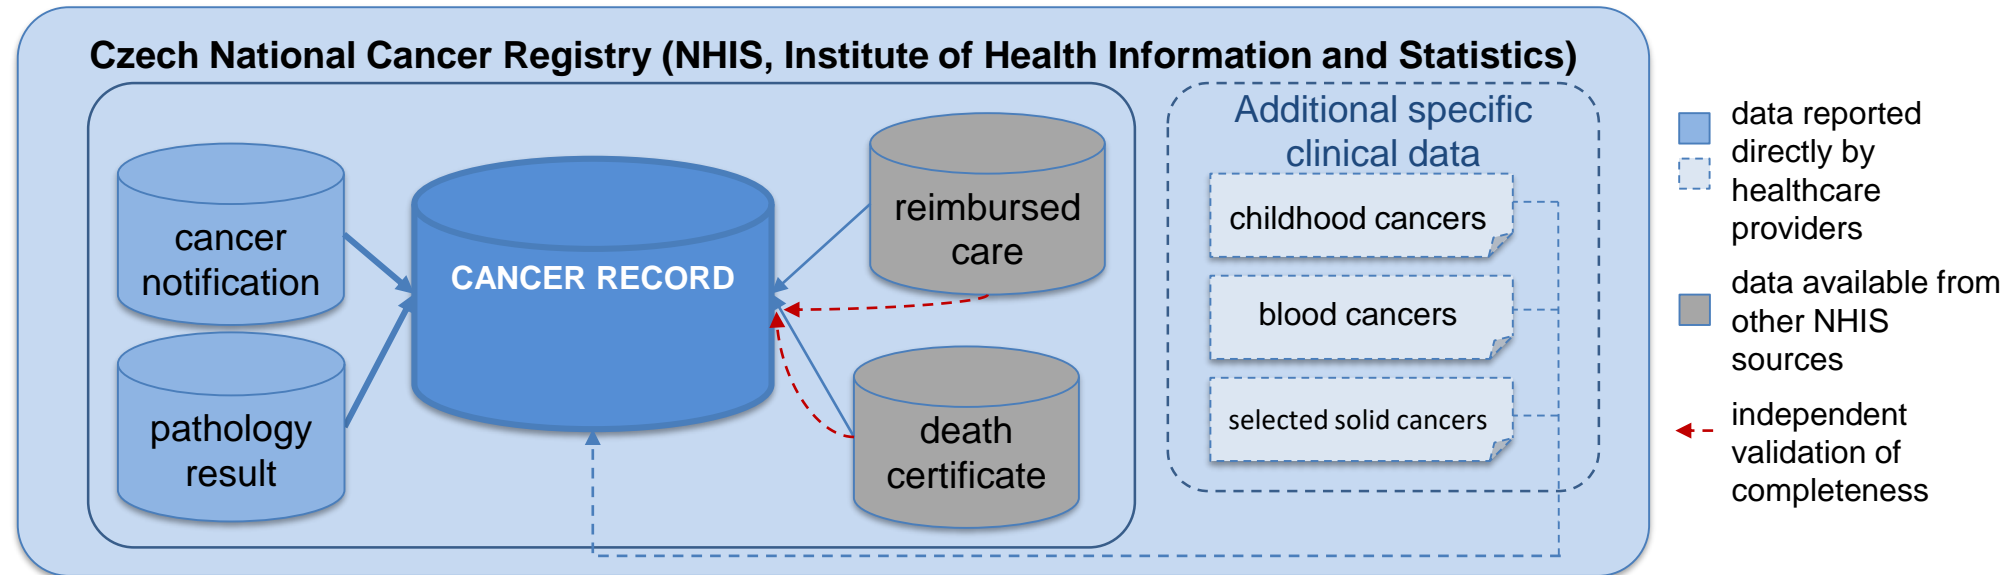 Czech National Cancer Registry (NHIS, Institute of Health Information and Statistics)
cancer
notification
pathology
result
CANCER RECORD
reimbursed
care
death
certificate
Additional specific
clinical data
childhood cancers
blood cancers
selected solid cancers
data reported
directly by
healthcare
providers
data available from
other NHIS
sources
independent
validation of
completeness